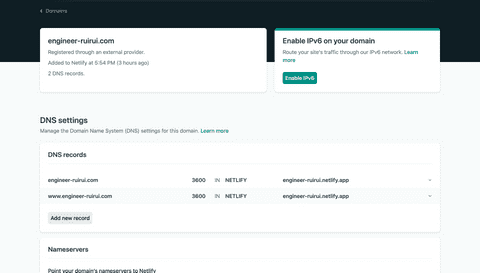 Domains
engineer-ruirui.com
Registered through an external provider.
Added to Netlify at 5:54 PM (3 hours ago)
2 DNS records.
Enable IPv6 on your domain
Route your site's traffic through our IPv6 network. Learn
more
Enable IPv6
DNS settings
Manage the Domain Name System (DNS) settings for this domain. Learn more
DNS records
engineer-ruirui.com 3600 IN NETLIFY engineer-ruirui.netlify.app
www.engineer-ruirui.com 3600 IN NETLIFY engineer-ruirui.netlify.app
Add new record
Nameservers
Point your domain's nameservers to Netlify